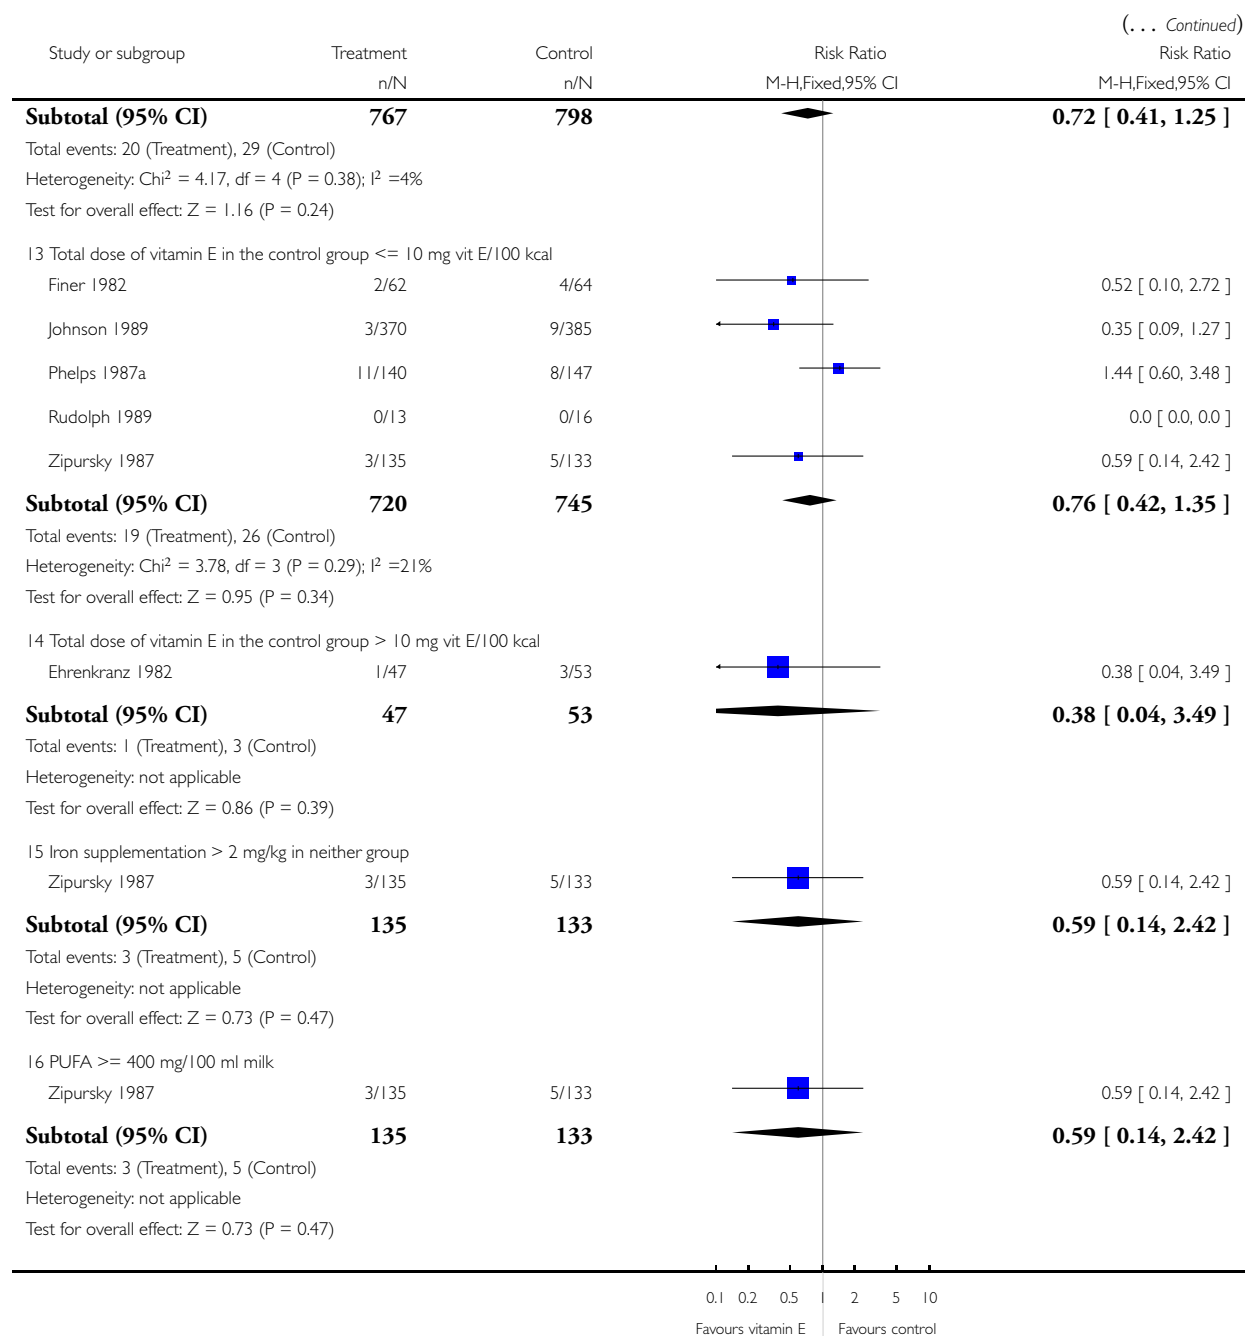 (... Continued)
Study or subgroup Treatment Control Risk Ratio Risk Ratio
n/N n/N M-H,Fixed,95% CI M-H,Fixed,95% CI
Subtotal (95% CI) 767 798 0.72 [ 0.41, 1.25 ]
Total events: 20 (Treatment), 29 (Control)
Heterogeneity: Chi² = 4.17, df = 4 (P = 0.38); I² =4%
Test for overall effect: Z = 1.16 (P = 0.24)
13 Total dose of vitamin E in the control group <= 10 mg vit E/100 kcal
Finer 1982 2/62 4/64 0.52 [ 0.10, 2.72 ]
Johnson 1989 3/370 9/385 0.35 [ 0.09, 1.27 ]
Phelps 1987a 11/140 8/147 1.44 [ 0.60, 3.48 ]
Rudolph 1989 0/13 0/16 0.0 [ 0.0, 0.0 ]
Zipursky 1987 3/135 5/133 0.59 [ 0.14, 2.42 ]
Subtotal (95% CI) 720 745 0.76 [ 0.42, 1.35 ]
Total events: 19 (Treatment), 26 (Control)
Heterogeneity: Chi² = 3.78, df = 3 (P = 0.29); I² =21%
Test for overall effect: Z = 0.95 (P = 0.34)
14 Total dose of vitamin E in the control group > 10 mg vit E/100 kcal
Ehrenkranz 1982 1/47 3/53 0.38 [ 0.04, 3.49 ]
Subtotal (95% CI) 47 53 0.38 [ 0.04, 3.49 ]
Total events: 1 (Treatment), 3 (Control)
Heterogeneity: not applicable
Test for overall effect: Z = 0.86 (P = 0.39)
15 Iron supplementation > 2 mg/kg in neither group
Zipursky 1987 3/135 5/133 0.59 [ 0.14, 2.42 ]
Subtotal (95% CI) 135 133 0.59 [ 0.14, 2.42 ]
Total events: 3 (Treatment), 5 (Control)
Heterogeneity: not applicable
Test for overall effect: Z = 0.73 (P = 0.47)
16 PUFA >= 400 mg/100 ml milk
Zipursky 1987 3/135 5/133 0.59 [ 0.14, 2.42 ]
Subtotal (95% CI) 135 133 0.59 [ 0.14, 2.42 ]
Total events: 3 (Treatment), 5 (Control)
Heterogeneity: not applicable
Test for overall effect: Z = 0.73 (P = 0.47)
0.1 0.2 0.5 1 2 5 10
Favours vitamin E Favours control